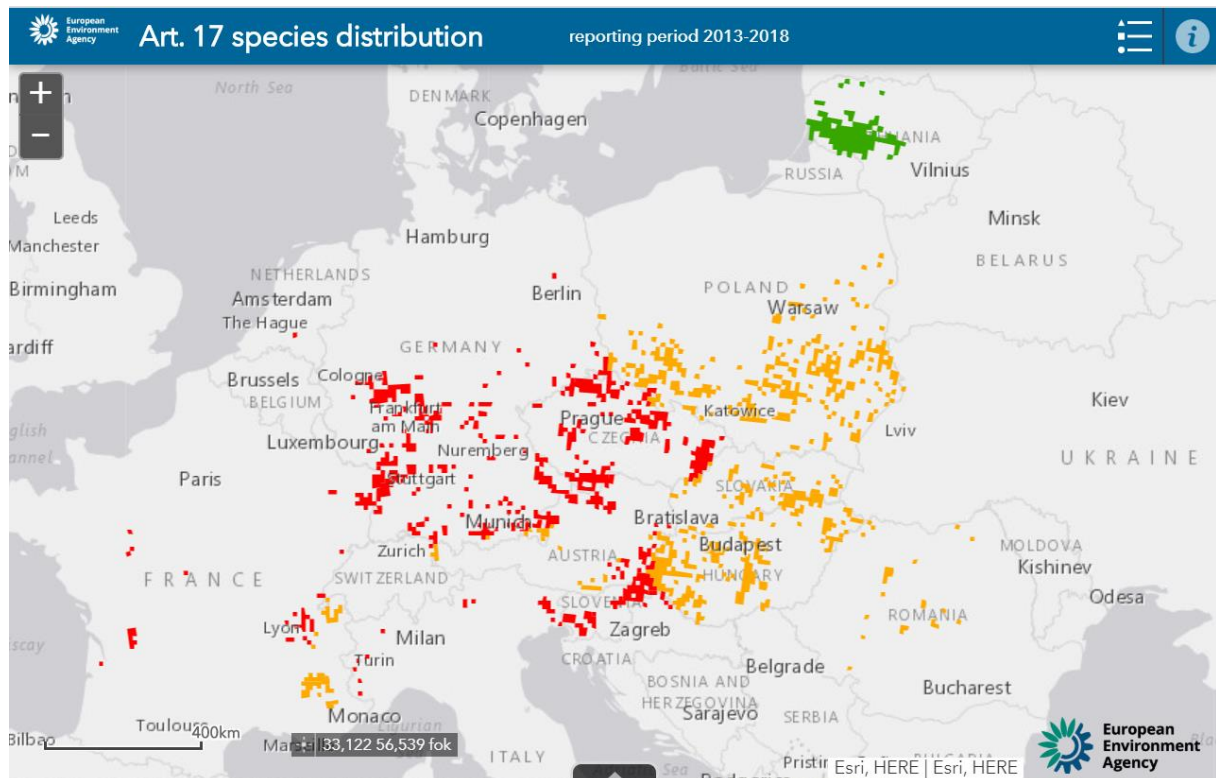 European
Environment
Agency
Art. 17 species distribution
reporting period 2013-2018
North Sea
DENMARK
Baltic Sea
Copenhagen
RUSSIA
Vilnius
Leeds
Manchester
Minsk
Hamburg
BELARUS
NETHERLANDS
Birmingham
Amsterdam
Berlin
POLAND
Warsaw
The Hague
GERMANY
Brussels
Cologne
BELGIUM
Frankfurt
am Main
Prague
Katowice
Kiev
CZECHIA
Luxembourg
Nuremberg
Lviv
UKRAINE
Paris
Stuttgart
SLOVAKIA
Munich
Bratislava
Budapest
MOLDOVA
Zurich
AUSTRIA
Kishinev
FRANCE
SWITZERLAND
HUNGARY
Odesa
SLOVENIA
ROMANIA
Lyon
Zagreb
Milan
Turin
CROATIA
Belgrade
BOSNIA AND
HERZEGOVINA
Bucharest
Monaco
Sarajevo
SERBIA
Toulouse
400km
Bilbao
33,122 56,539 fok
ITALY
European
Environment
Agency
Esri, HERE | Esri, HERE